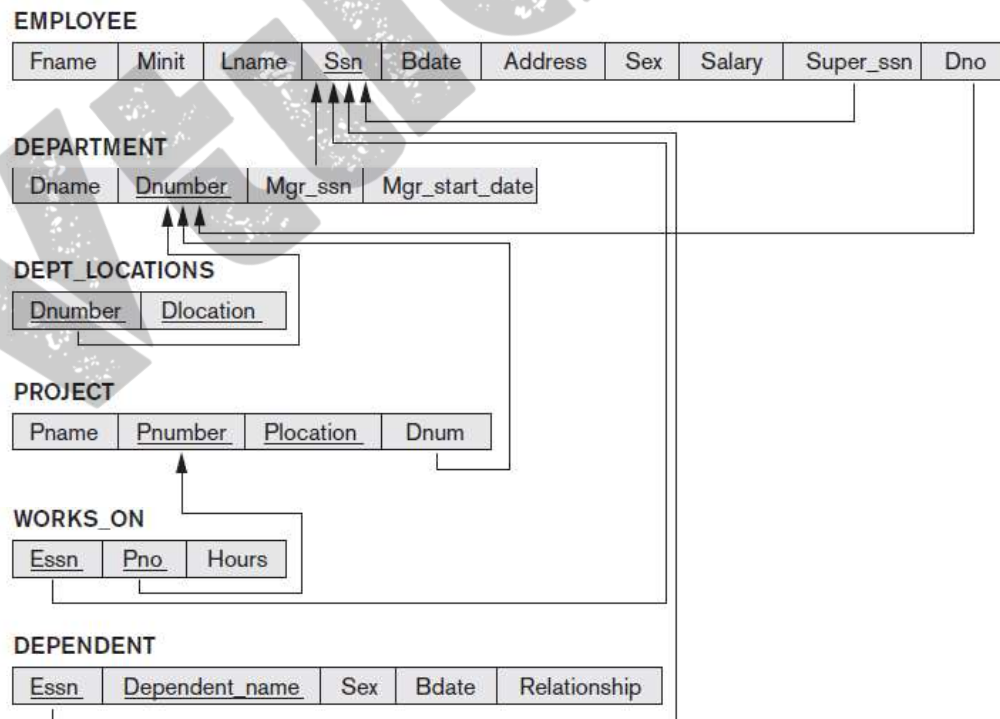 EMPLOYEE
Fname Minit Lname Ssn Bdate Address Sex Salary Super_ssn Dno
DEPARTMENT
Dname Dnumber Mgr_ssn Mgr_start_date
DEPT_LOCATIONS
Dnumber Dlocation
PROJECT
Pname Pnumber Plocation Dnum
WORKS_ON
Essn Pno Hours
DEPENDENT
Essn Dependent_name Sex Bdate Relationship